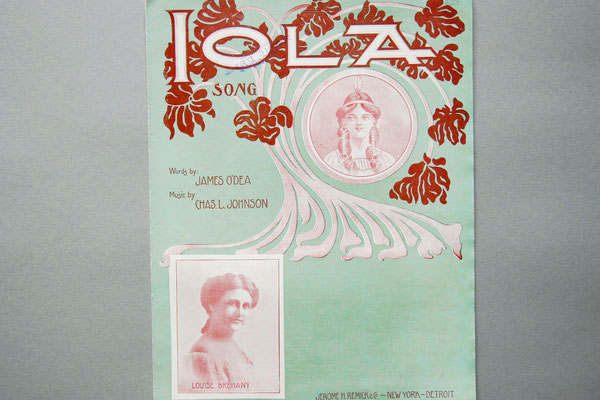 IOLA
SONG
Words by:
JAMES O'DEA
Music by:
CHAS. L. JOHNSON
LOUISE BREHANY
JEROME H. REMICK & CO. — NEW YORK — DETROIT